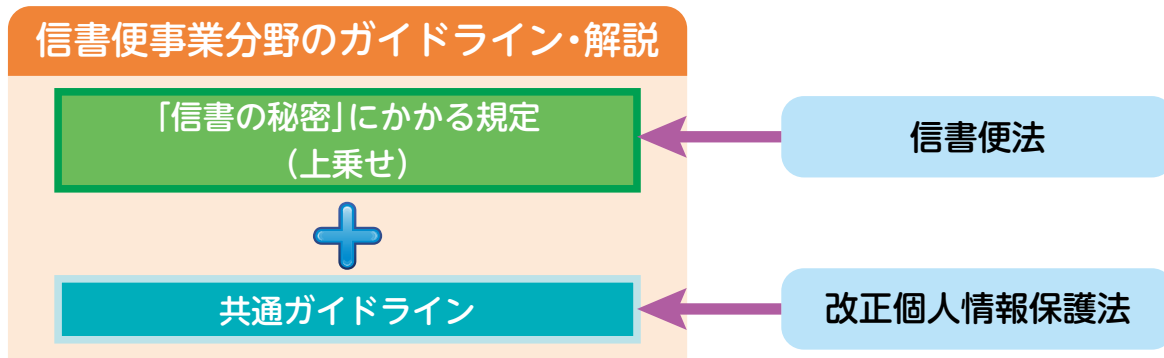 信書便事業分野のガイドライン・解説
「信書の秘密」にかかる規定
（上乗せ）
信書便法
共通ガイドライン
改正個人情報保護法